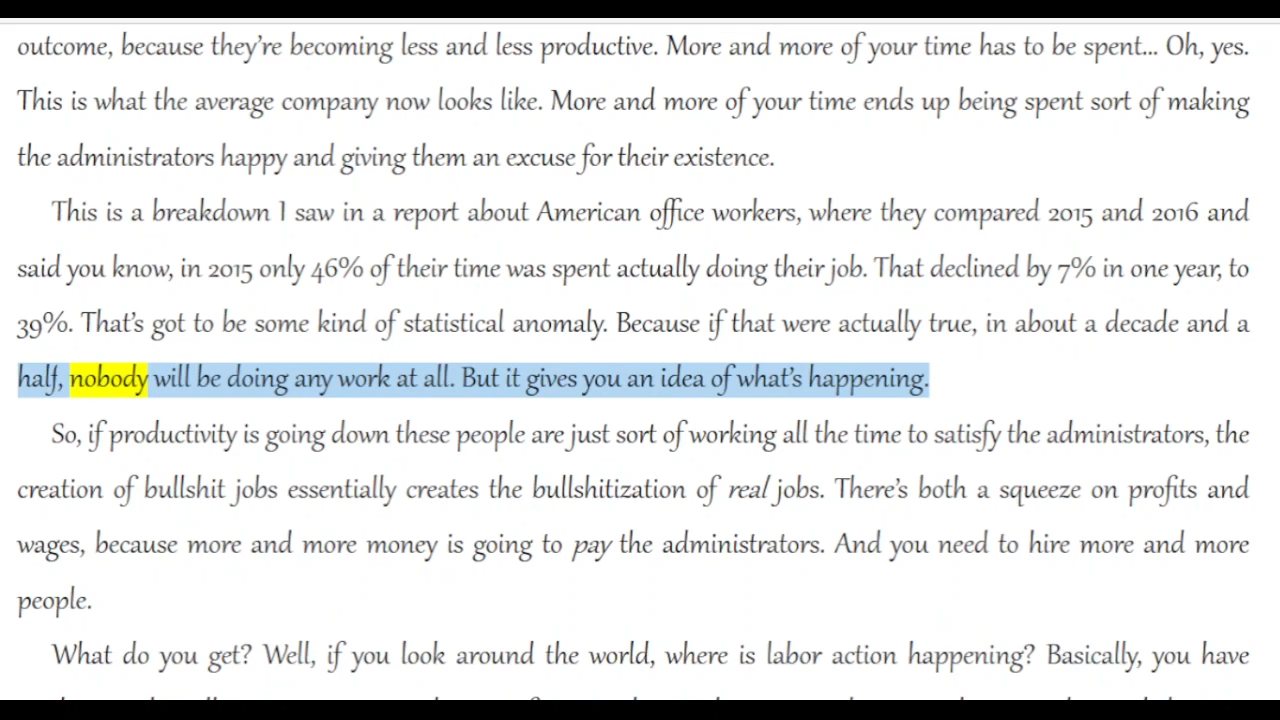 outcome, because they're becoming less and less productive. More and more of your time has to be spent... Oh, yes.
This is what the average company now looks like. More and more of your time ends up being spent sort of making
the administrators happy and giving them an excuse for their existence.
This is a breakdown I saw in a report about American office workers, where they compared 2015 and 2016 and
said you know, in 2015 only 46% of their time was spent actually doing their job. That declined by 7% in one year, to
39%. That's got to be some kind of statistical anomaly. Because if that were actually true, in about a decade and a
half, nobody will be doing any work at all. But it gives you an idea of what's happening.
So, if productivity is going down these people are just sort of working all the time to satisfy the administrators, the
creation of bullshit jobs essentially creates the bullshitization of real jobs. There's both a squeeze on profits and
wages, because more and more money is going to pay the administrators. And you need to hire more and more
people.
What do you get? Well, if you look around the world, where is labor action happening? Basically, you have